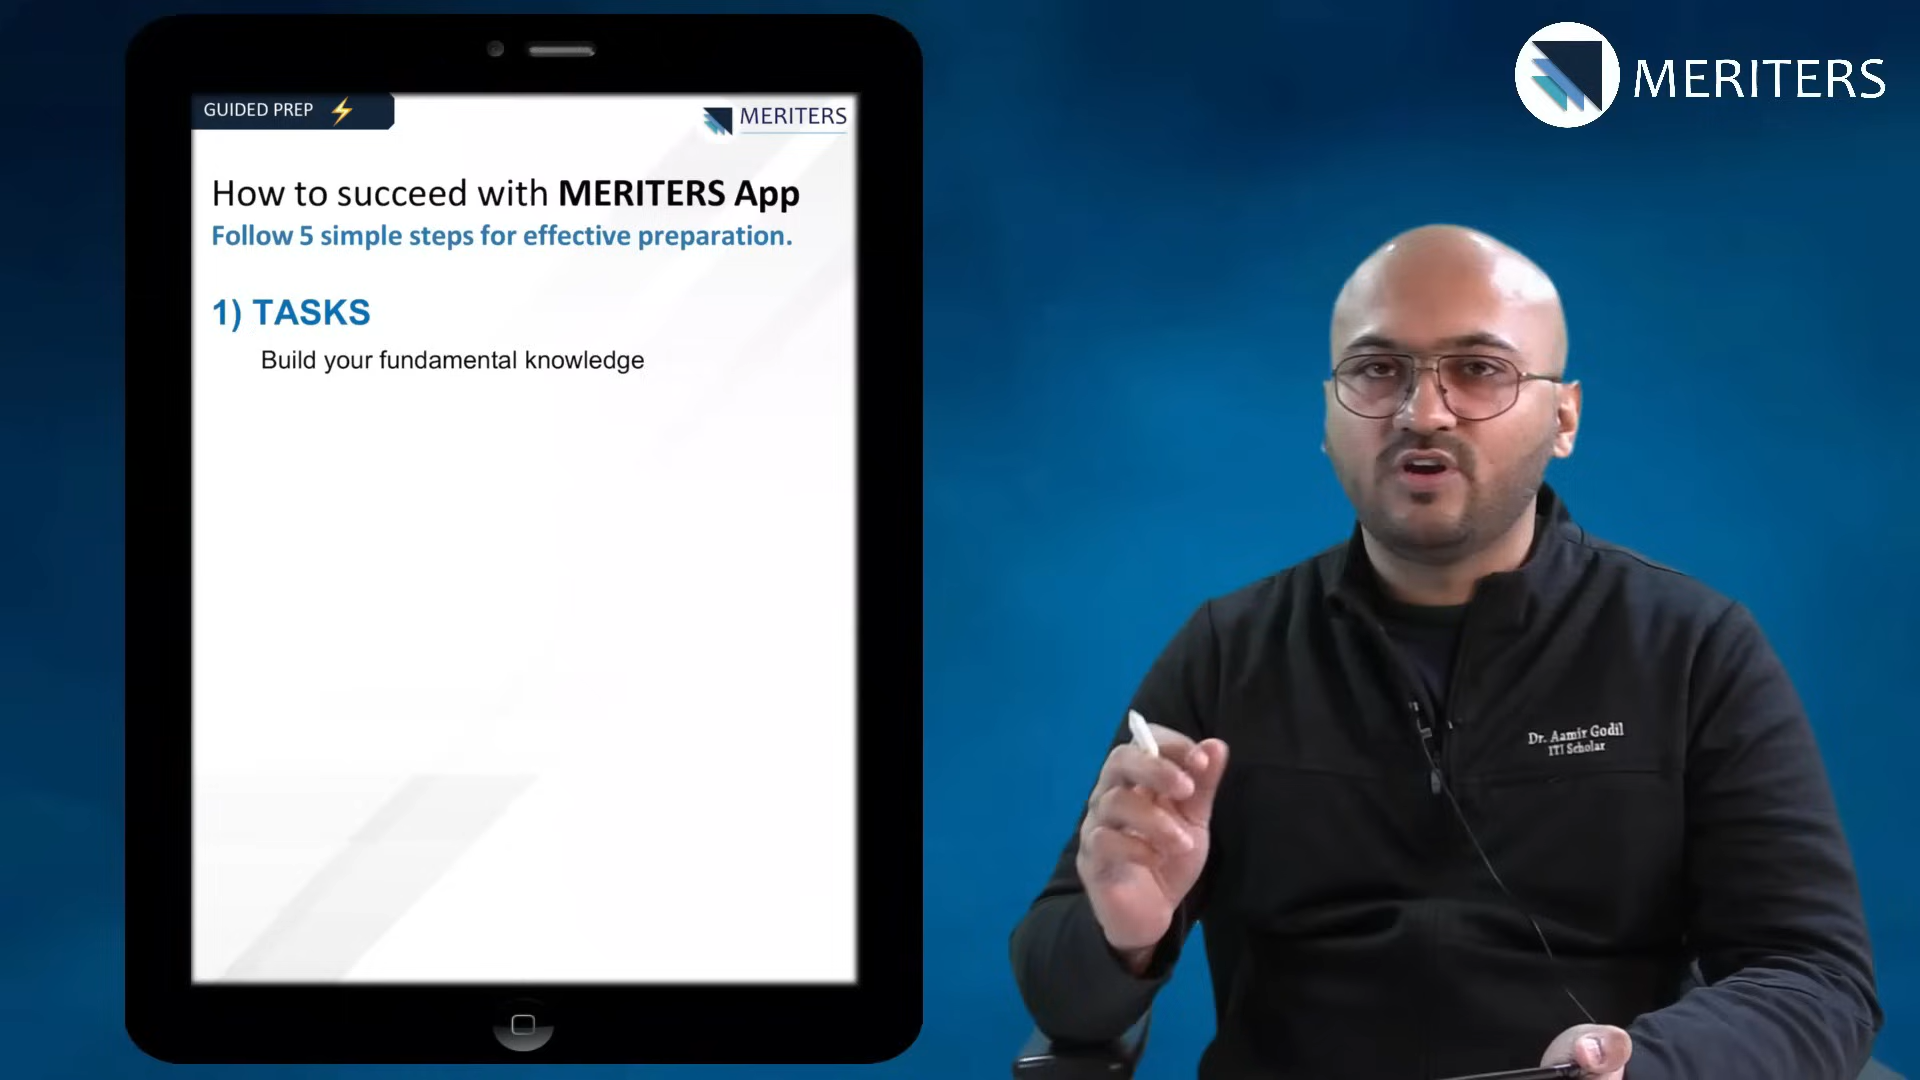 GUIDED PREP
MERITERS
How to succeed with MERITERS App
Follow 5 simple steps for effective preparation.
1) TASKS
Build your fundamental knowledge
MERITERS
Dr. Aamir Godil
ITI Scholar